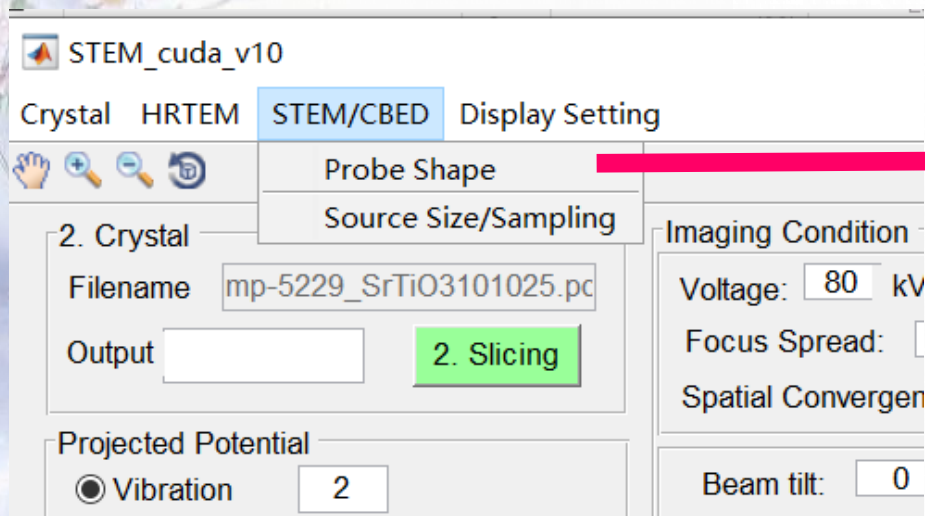 STEM_cuda_v10
Crystal HRTEM STEM/CBED Display Setting
Probe Shape
Source Size/Sampling
2. Crystal
Imaging Condition
Filename mp-5229_SrTiO3101025.pc
Voltage: 80 kV
Output 2. Slicing
Focus Spread:
Spatial Convergen
Projected Potential
Vibration 2
Beam tilt: 0